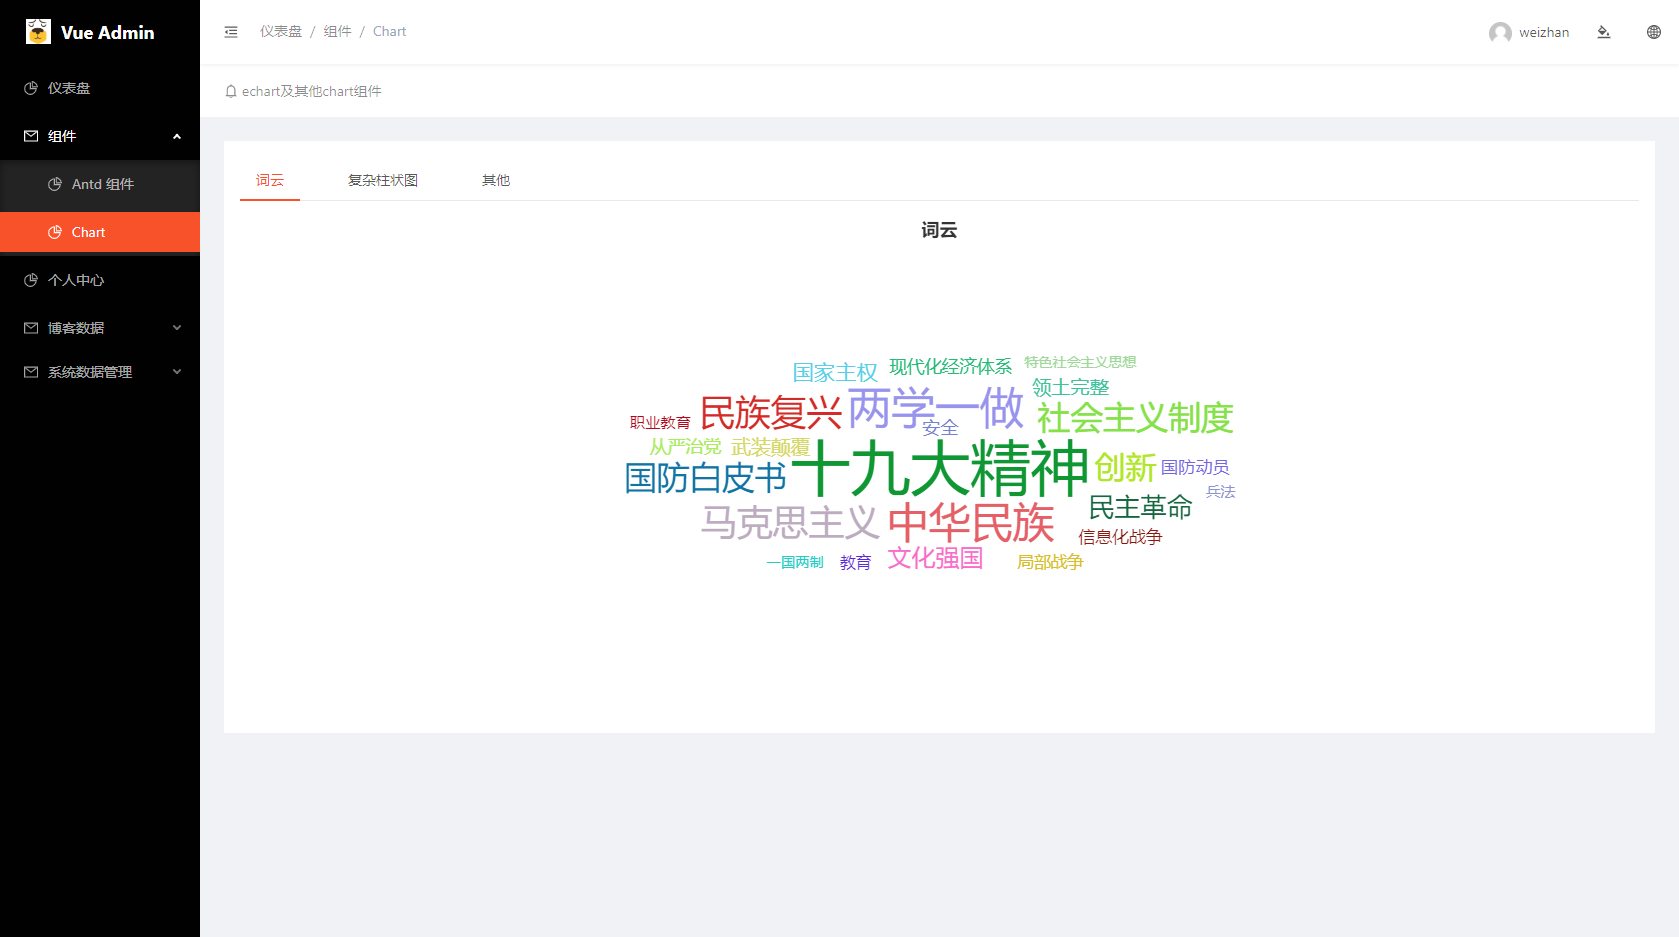 Vue Admin
仪表盘
组件
Antd 组件
Chart
个人中心
博客数据
系统数据管理
仪表盘 / 组件 / Chart
weizhan
echart及其他chart组件
词云
复杂柱状图
其他
词云
国家主权
现代化经济体系
特色社会主义思想
领土完整
职业教育
民族复兴
两学一做
安全
社会主义制度
从严治党
武装颠覆
国防白皮书
十九大精神
创新
国防动员
兵法
马克思主义
中华民族
民主革命
信息化战争
一国两制
教育
文化强国
局部战争